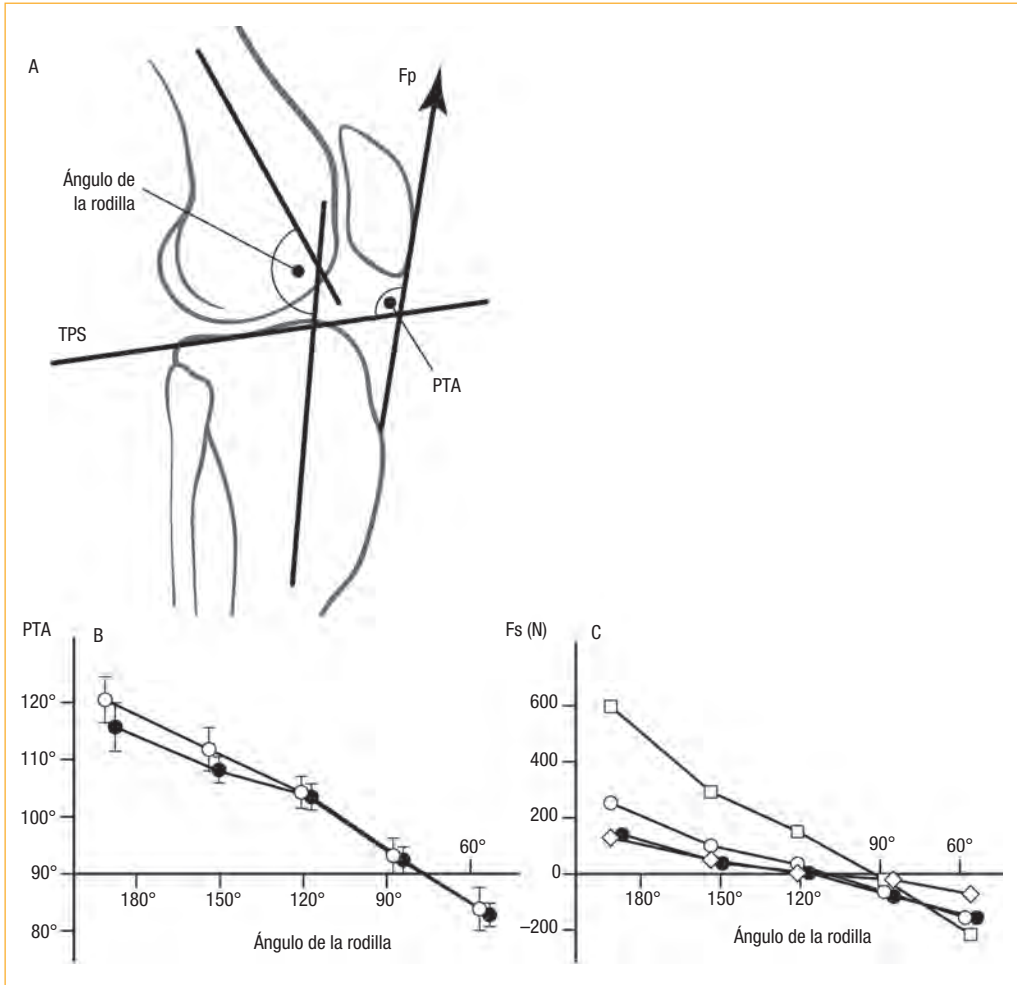 A
Fp
Ángulo de
la rodilla
TPS
PTA
PTA
B
120°
110°
100°
90°
80°
180°
150°
120°
90°
60°
Ángulo de la rodilla
Fs (N)
C
600
400
200
0
–200
180°
150°
120°
90°
60°
Ángulo de la rodilla